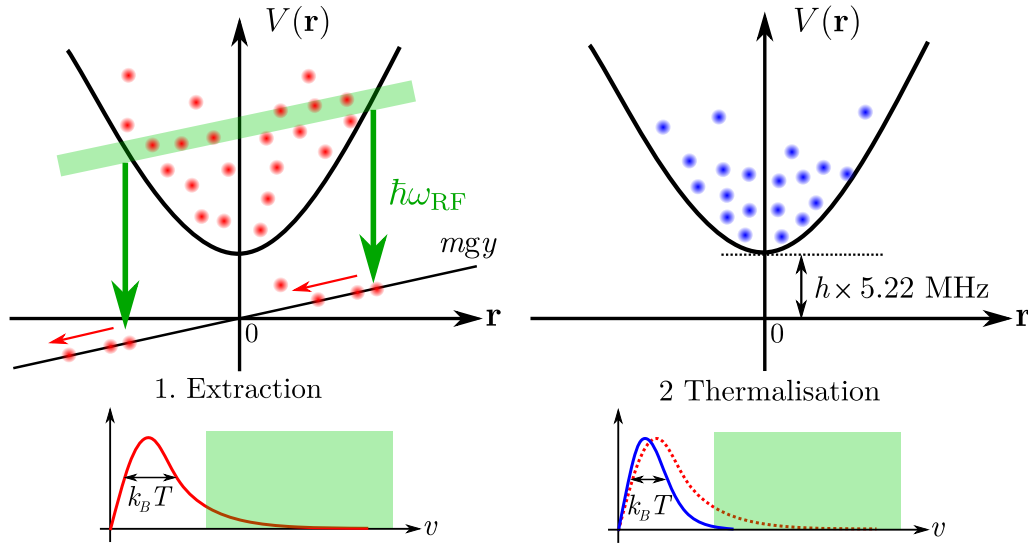 V(r)
ħω_RF
mgy
r
0
1. Extraction
k_B T
v
V(r)
h × 5.22 MHz
r
0
2 Thermalisation
k_B T
v